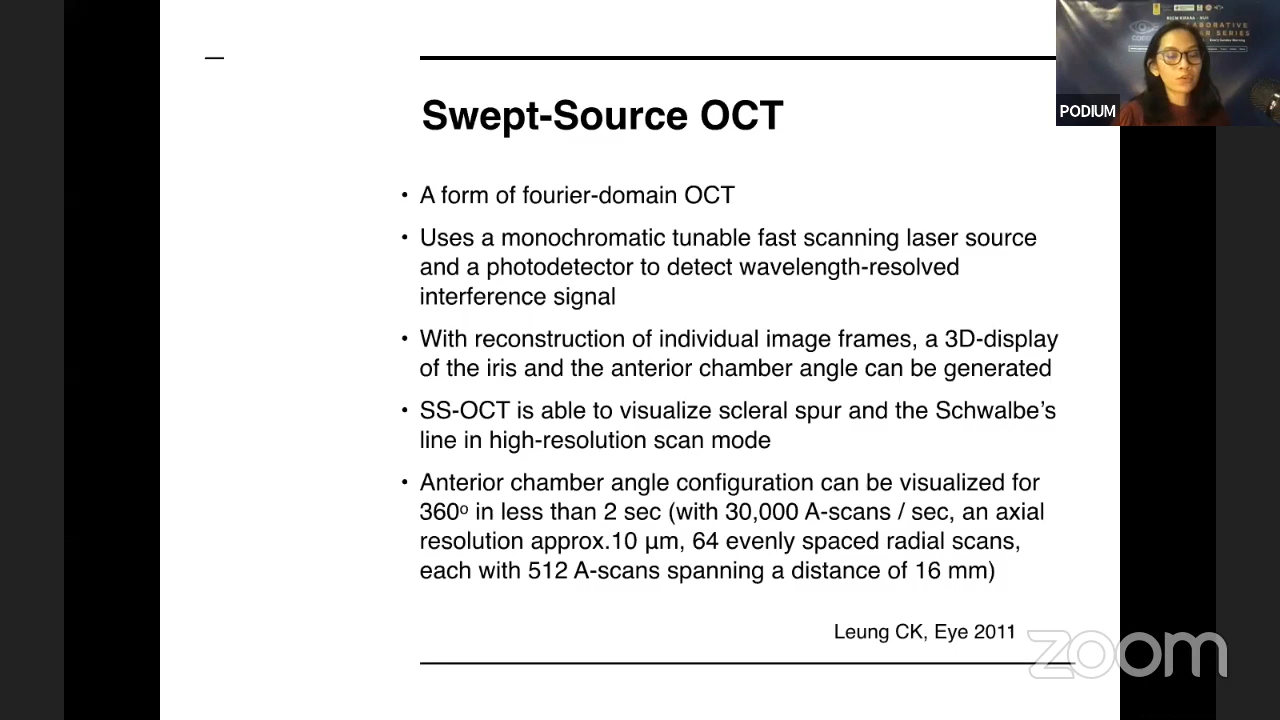 Swept-Source OCT
• A form of fourier-domain OCT
• Uses a monochromatic tunable fast scanning laser source
and a photodetector to detect wavelength-resolved
interference signal
• With reconstruction of individual image frames, a 3D-display
of the iris and the anterior chamber angle can be generated
• SS-OCT is able to visualize scleral spur and the Schwalbe’s
line in high-resolution scan mode
• Anterior chamber angle configuration can be visualized for
360º in less than 2 sec (with 30,000 A-scans / sec, an axial
resolution approx.10 µm, 64 evenly spaced radial scans,
each with 512 A-scans spanning a distance of 16 mm)
Leung CK, Eye 2011
PODIUM
zoom